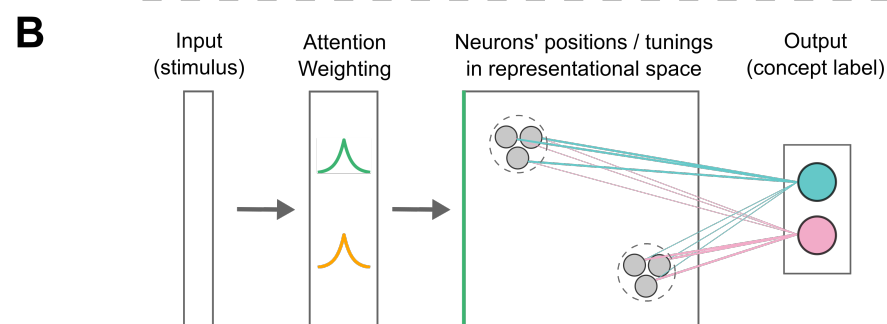 B
Input
(stimulus)
Attention
Weighting
Neurons' positions / tunings
in representational space
Output
(concept label)